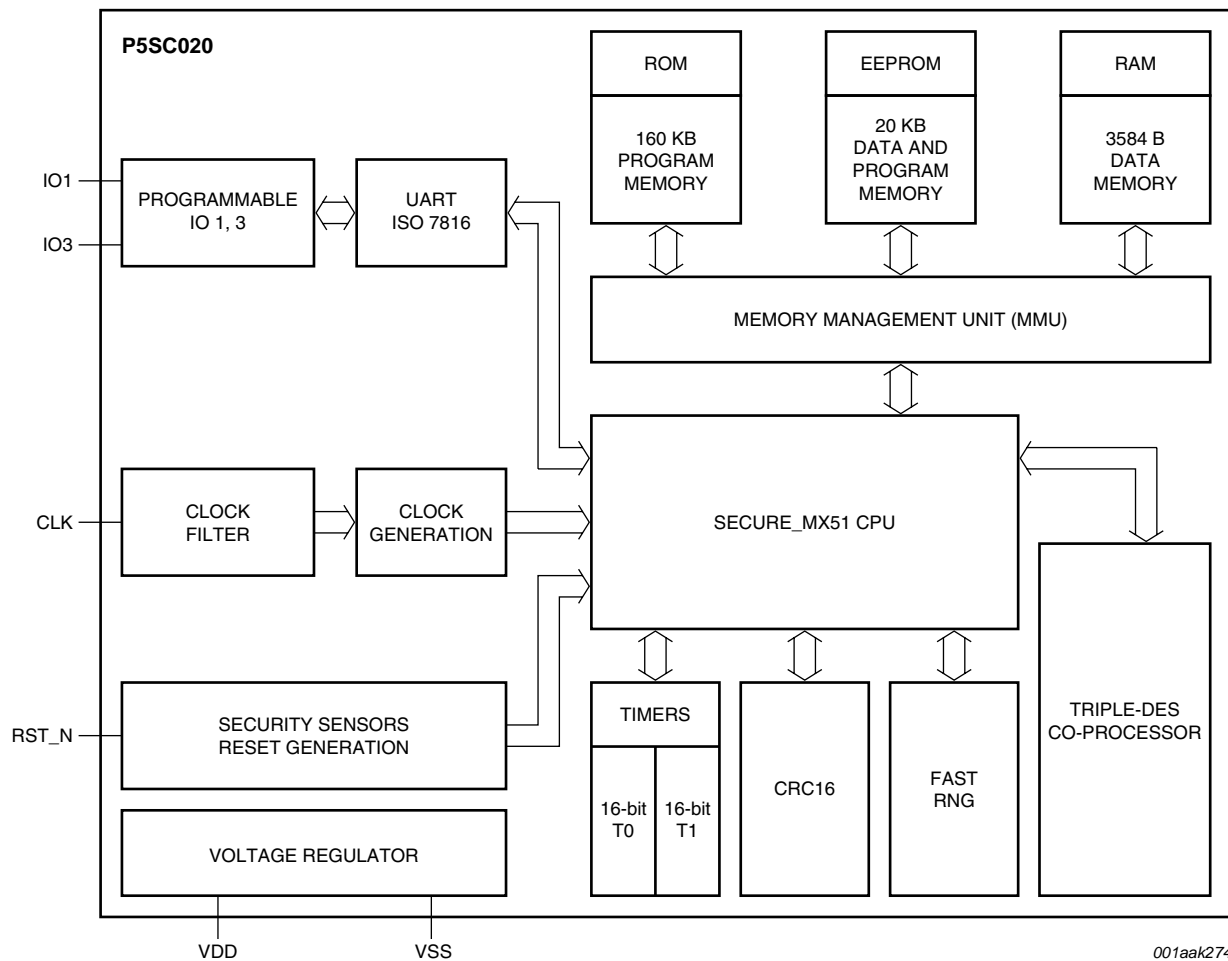 P5SC020
ROM
160 KB
PROGRAM
MEMORY
EEPROM
20 KB
DATA AND
PROGRAM
MEMORY
RAM
3584 B
DATA
MEMORY
IO1
IO3
PROGRAMMABLE
IO 1, 3
UART
ISO 7816
MEMORY MANAGEMENT UNIT (MMU)
CLK
CLOCK
FILTER
CLOCK
GENERATION
SECURE_MX51 CPU
RST_N
SECURITY SENSORS
RESET GENERATION
TIMERS
16-bit
T0
16-bit
T1
CRC16
FAST
RNG
TRIPLE-DES
CO-PROCESSOR
VOLTAGE REGULATOR
VDD
VSS
001aak274